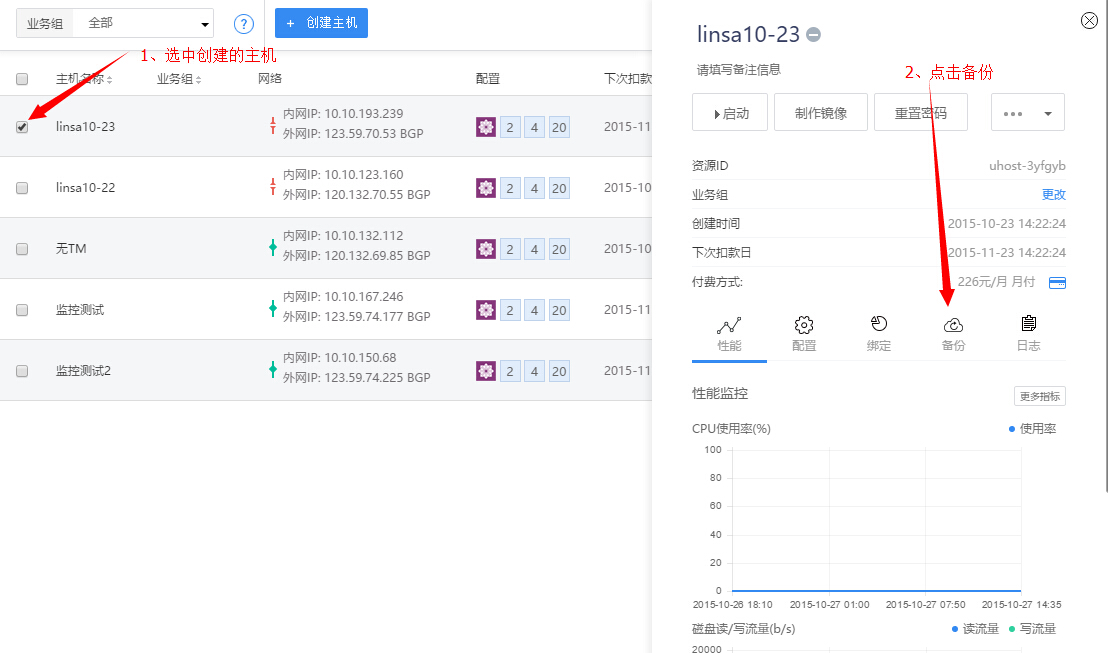 业务组 全部 ? + 创建主机
1、选中创建的主机
主机名称 业务组 网络 配置 下次扣款
linsa10-23 内网IP: 10.10.193.239
外网IP: 123.59.70.53 BGP 2 4 20 2015-11
linsa10-22 内网IP: 10.10.123.160
外网IP: 120.132.70.55 BGP 2 4 20 2015-10
无TM 内网IP: 10.10.132.112
外网IP: 120.132.69.85 BGP 2 4 20 2015-10
监控测试 内网IP: 10.10.167.246
外网IP: 123.59.74.177 BGP 2 4 20 2015-11
监控测试2 内网IP: 10.10.150.68
外网IP: 123.59.74.225 BGP 2 4 20 2015-11
linsa10-23
请填写备注信息
2、点击备份
启动 制作镜像 重置密码
资源ID uhost-3yfgyb
业务组 更改
创建时间 2015-10-23 14:22:24
下次扣款日 2015-11-23 14:22:24
付费方式: 226元/月 月付
性能 配置 绑定 备份 日志
性能监控 更多指标
CPU使用率(%) 使用率
100
80
60
40
20
0
2015-10-26 18:10 2015-10-27 01:00 2015-10-27 07:50 2015-10-27 14:35
磁盘读/写流量(b/s) 读流量 写流量
20000